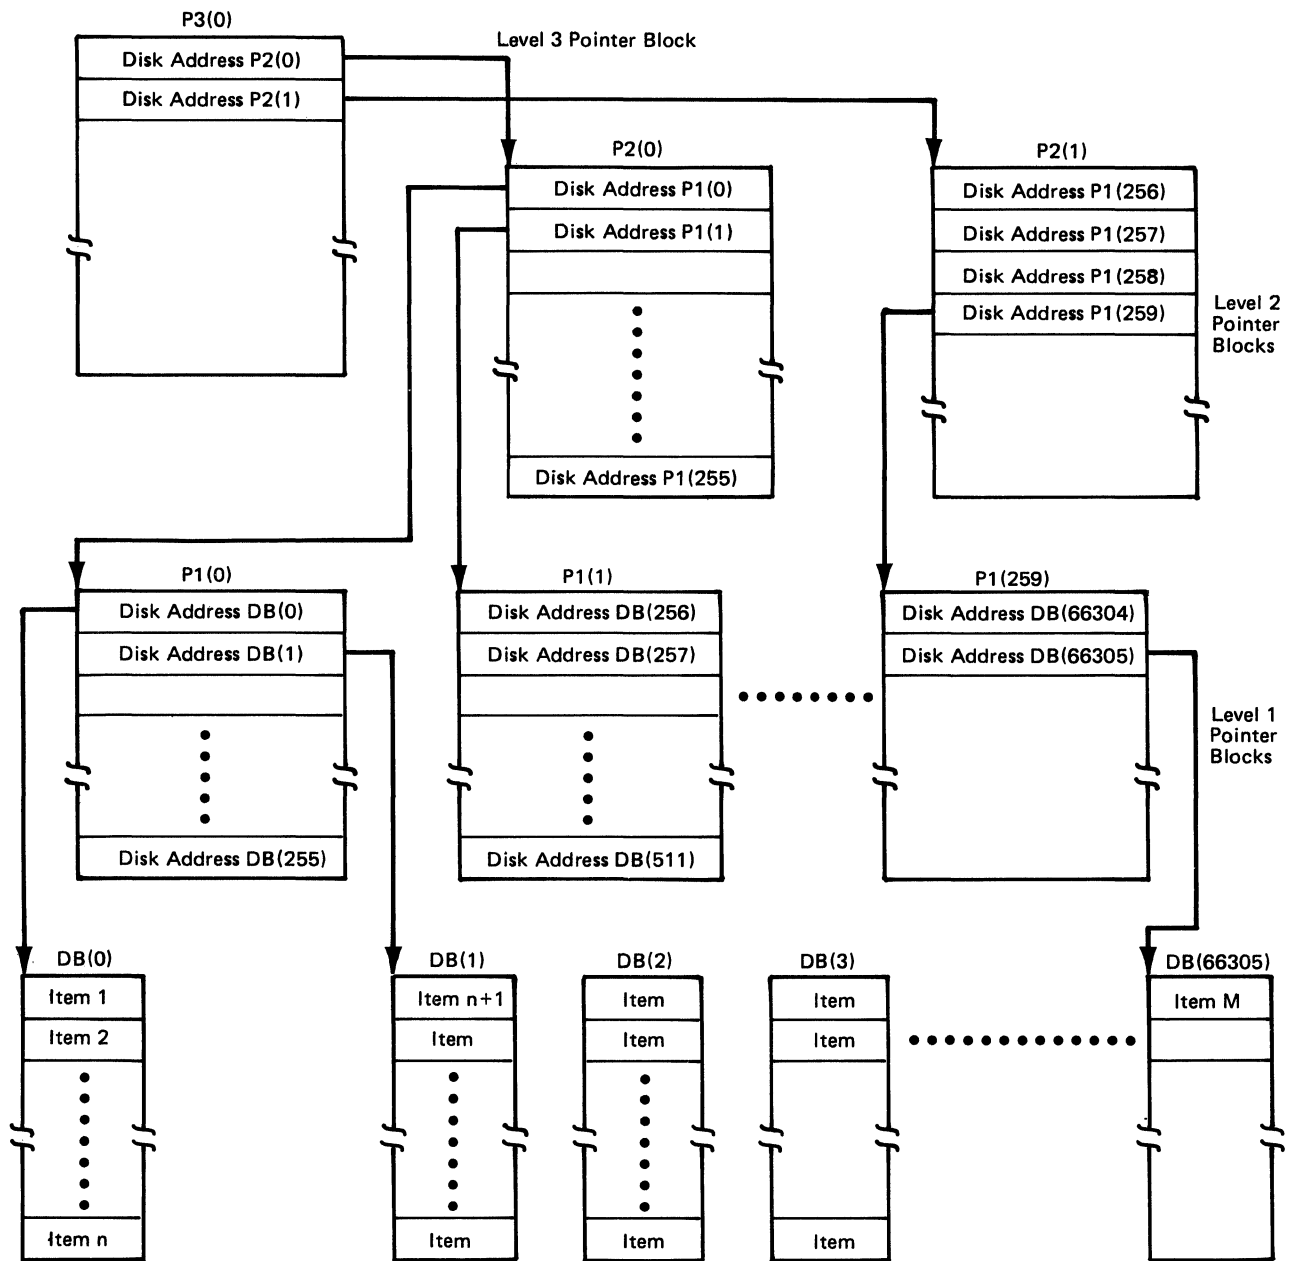 P3(0)
Level 3 Pointer Block
Disk Address P2(0)
Disk Address P2(1)
P2(0)
P2(1)
Disk Address P1(0)
Disk Address P1(1)
Disk Address P1(255)
Disk Address P1(256)
Disk Address P1(257)
Disk Address P1(258)
Disk Address P1(259)
Level 2
Pointer
Blocks
P1(0)
Disk Address DB(0)
Disk Address DB(1)
Disk Address DB(255)
P1(1)
Disk Address DB(256)
Disk Address DB(257)
Disk Address DB(511)
P1(259)
Disk Address DB(66304)
Disk Address DB(66305)
Level 1
Pointer
Blocks
DB(0)
Item 1
Item 2
Item n
DB(1)
Item n+1
Item
Item
DB(2)
Item
Item
Item
DB(3)
Item
Item
Item
DB(66305)
Item M